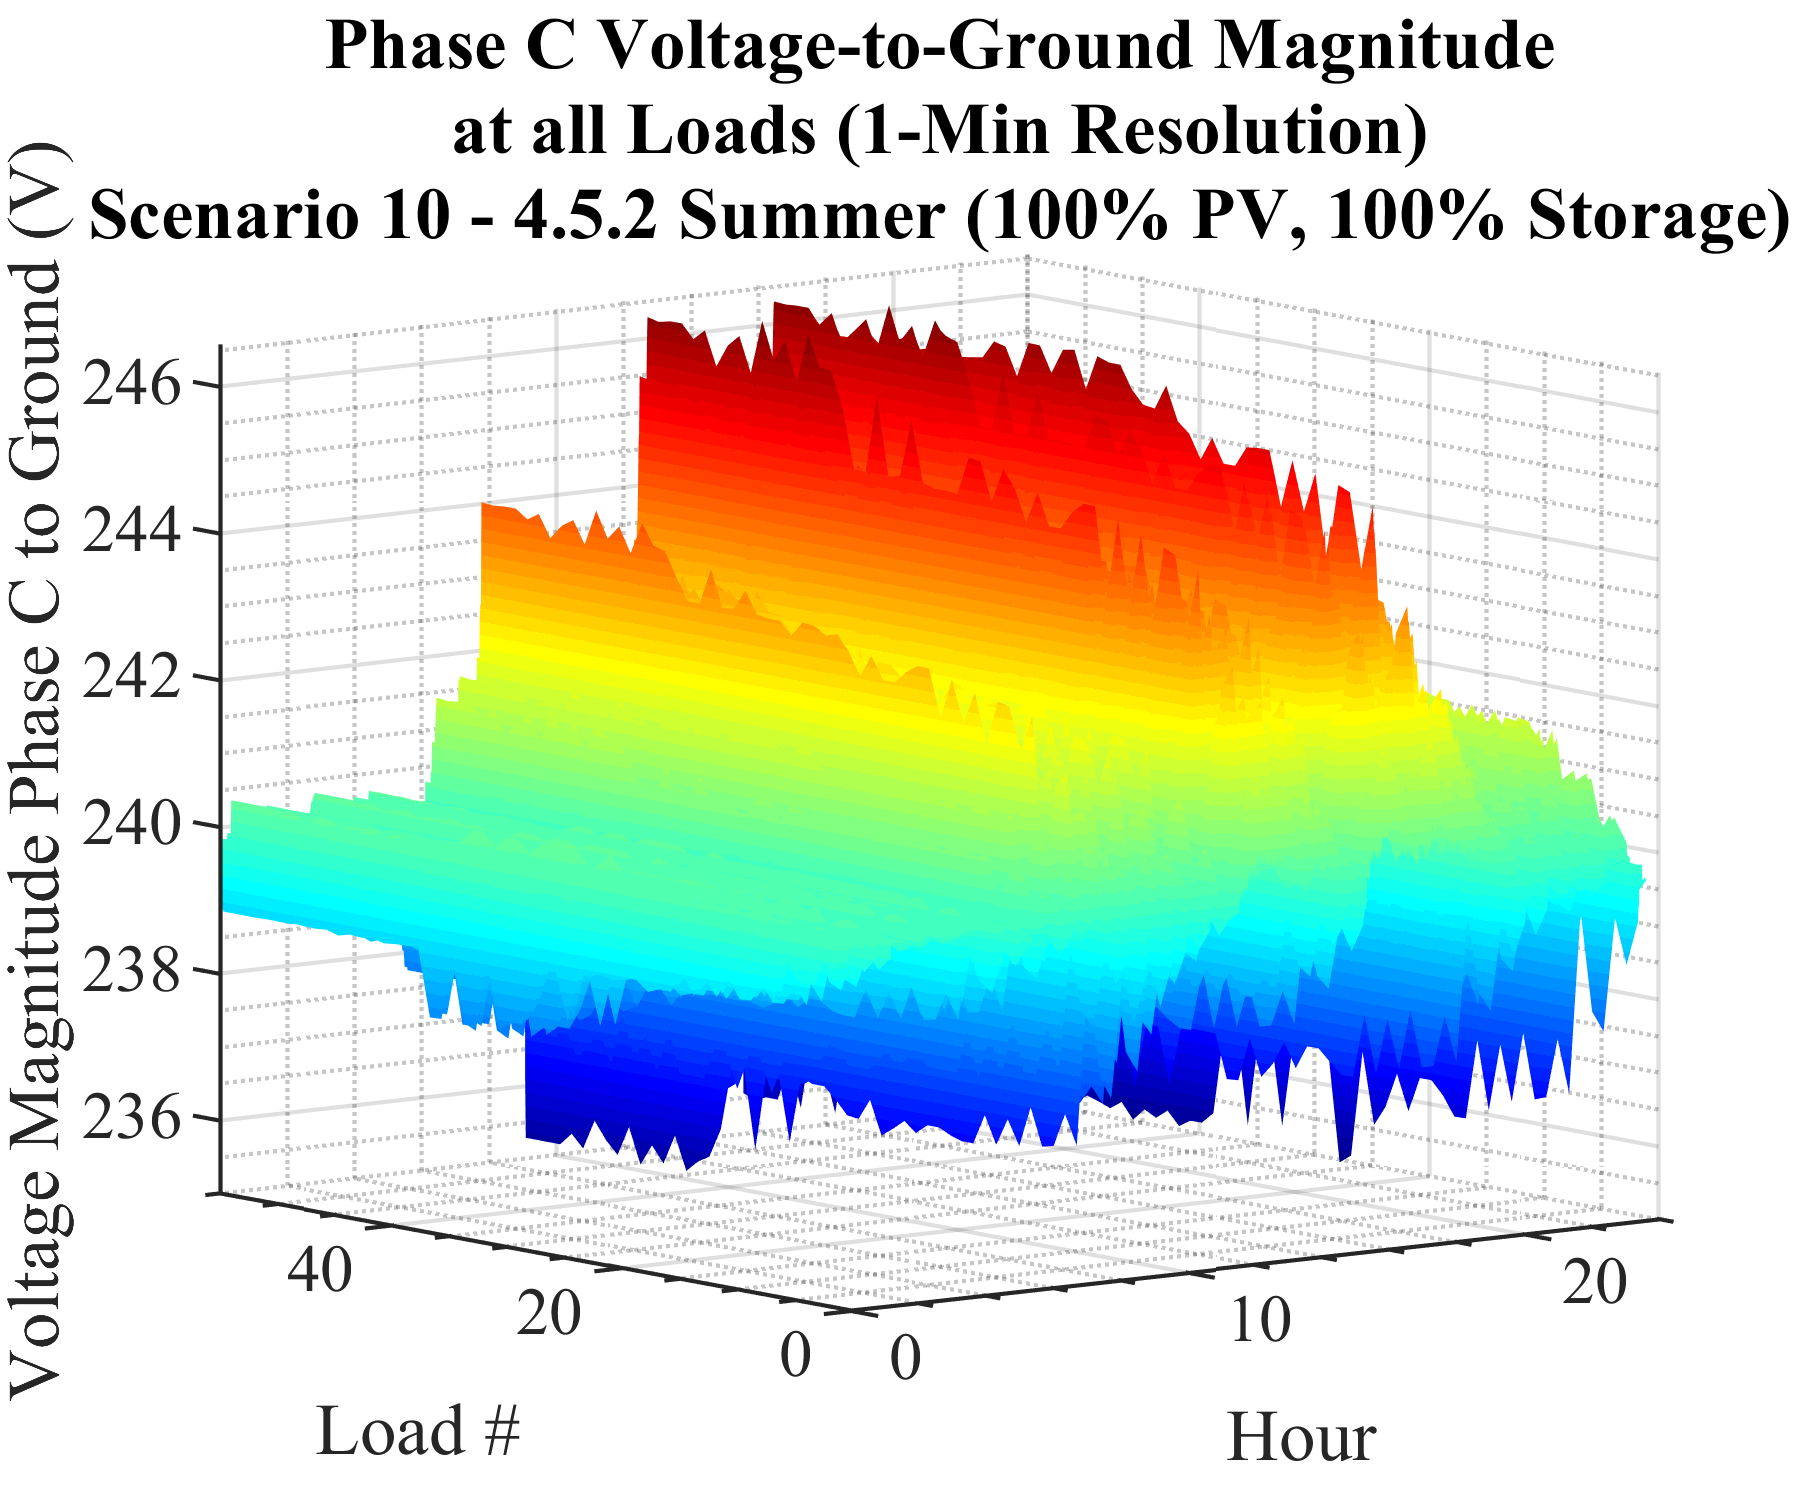 Phase C Voltage-to-Ground Magnitude
at all Loads (1-Min Resolution)
Scenario 10 - 4.5.2 Summer (100% PV, 100% Storage)
Voltage Magnitude Phase C to Ground (V)
246
244
242
240
238
236
40
20
0
0
10
20
Load #
Hour